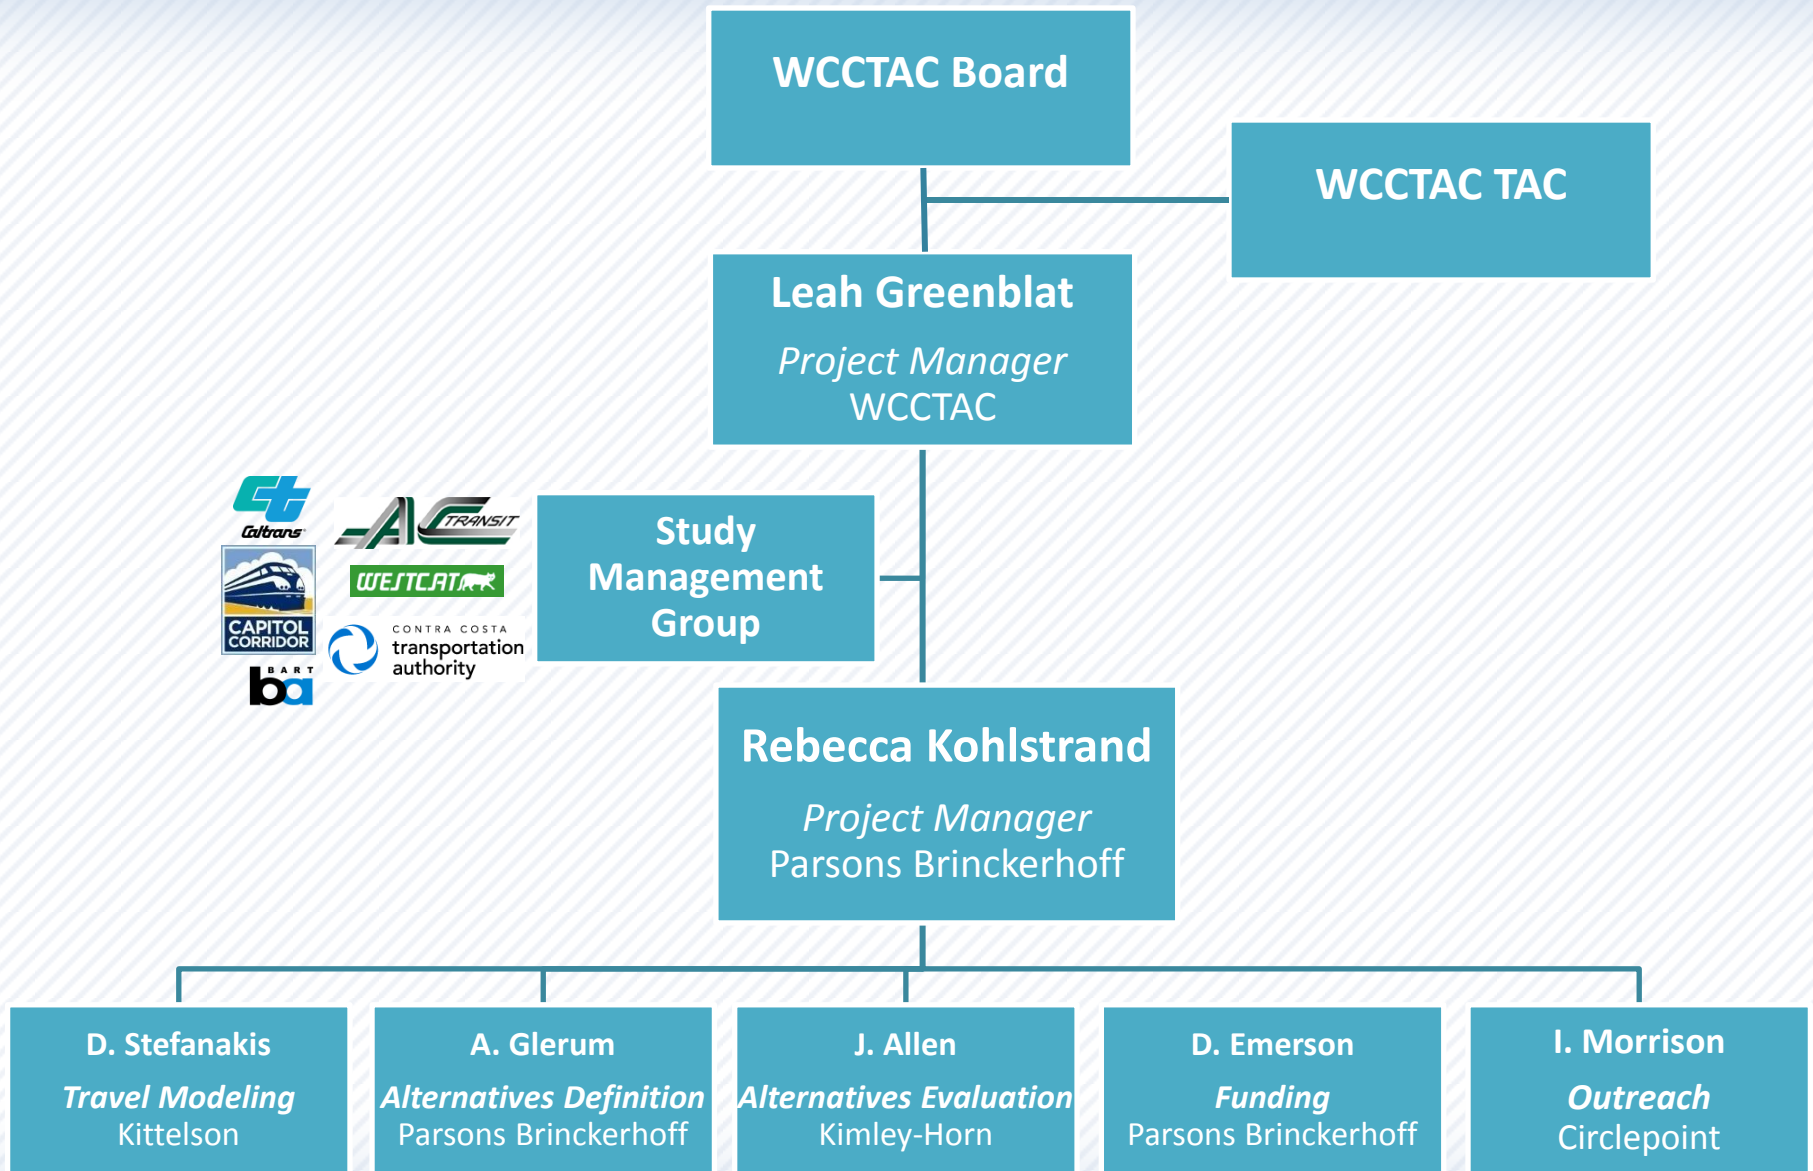 WCCTAC Board
WCCTAC TAC
Leah Greenblat
Project Manager
WCCTAC
Caltrans
AC TRANSIT
WESTCAT
CAPITOL
CORRIDOR
CONTRA COSTA
transportation
authority
BART
ba
Study
Management
Group
Rebecca Kohlstrand
Project Manager
Parsons Brinckerhoff
D. Stefanakis
Travel Modeling
Kittelson
A. Glerum
Alternatives Definition
Parsons Brinckerhoff
J. Allen
Alternatives Evaluation
Kimley-Horn
D. Emerson
Funding
Parsons Brinckerhoff
I. Morrison
Outreach
Circlepoint